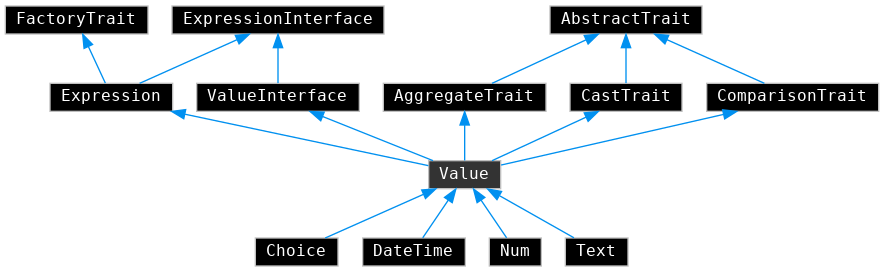 FactoryTrait ExpressionInterface AbstractTrait
Expression ValueInterface AggregateTrait CastTrait ComparisonTrait
Value
Choice DateTime Num Text